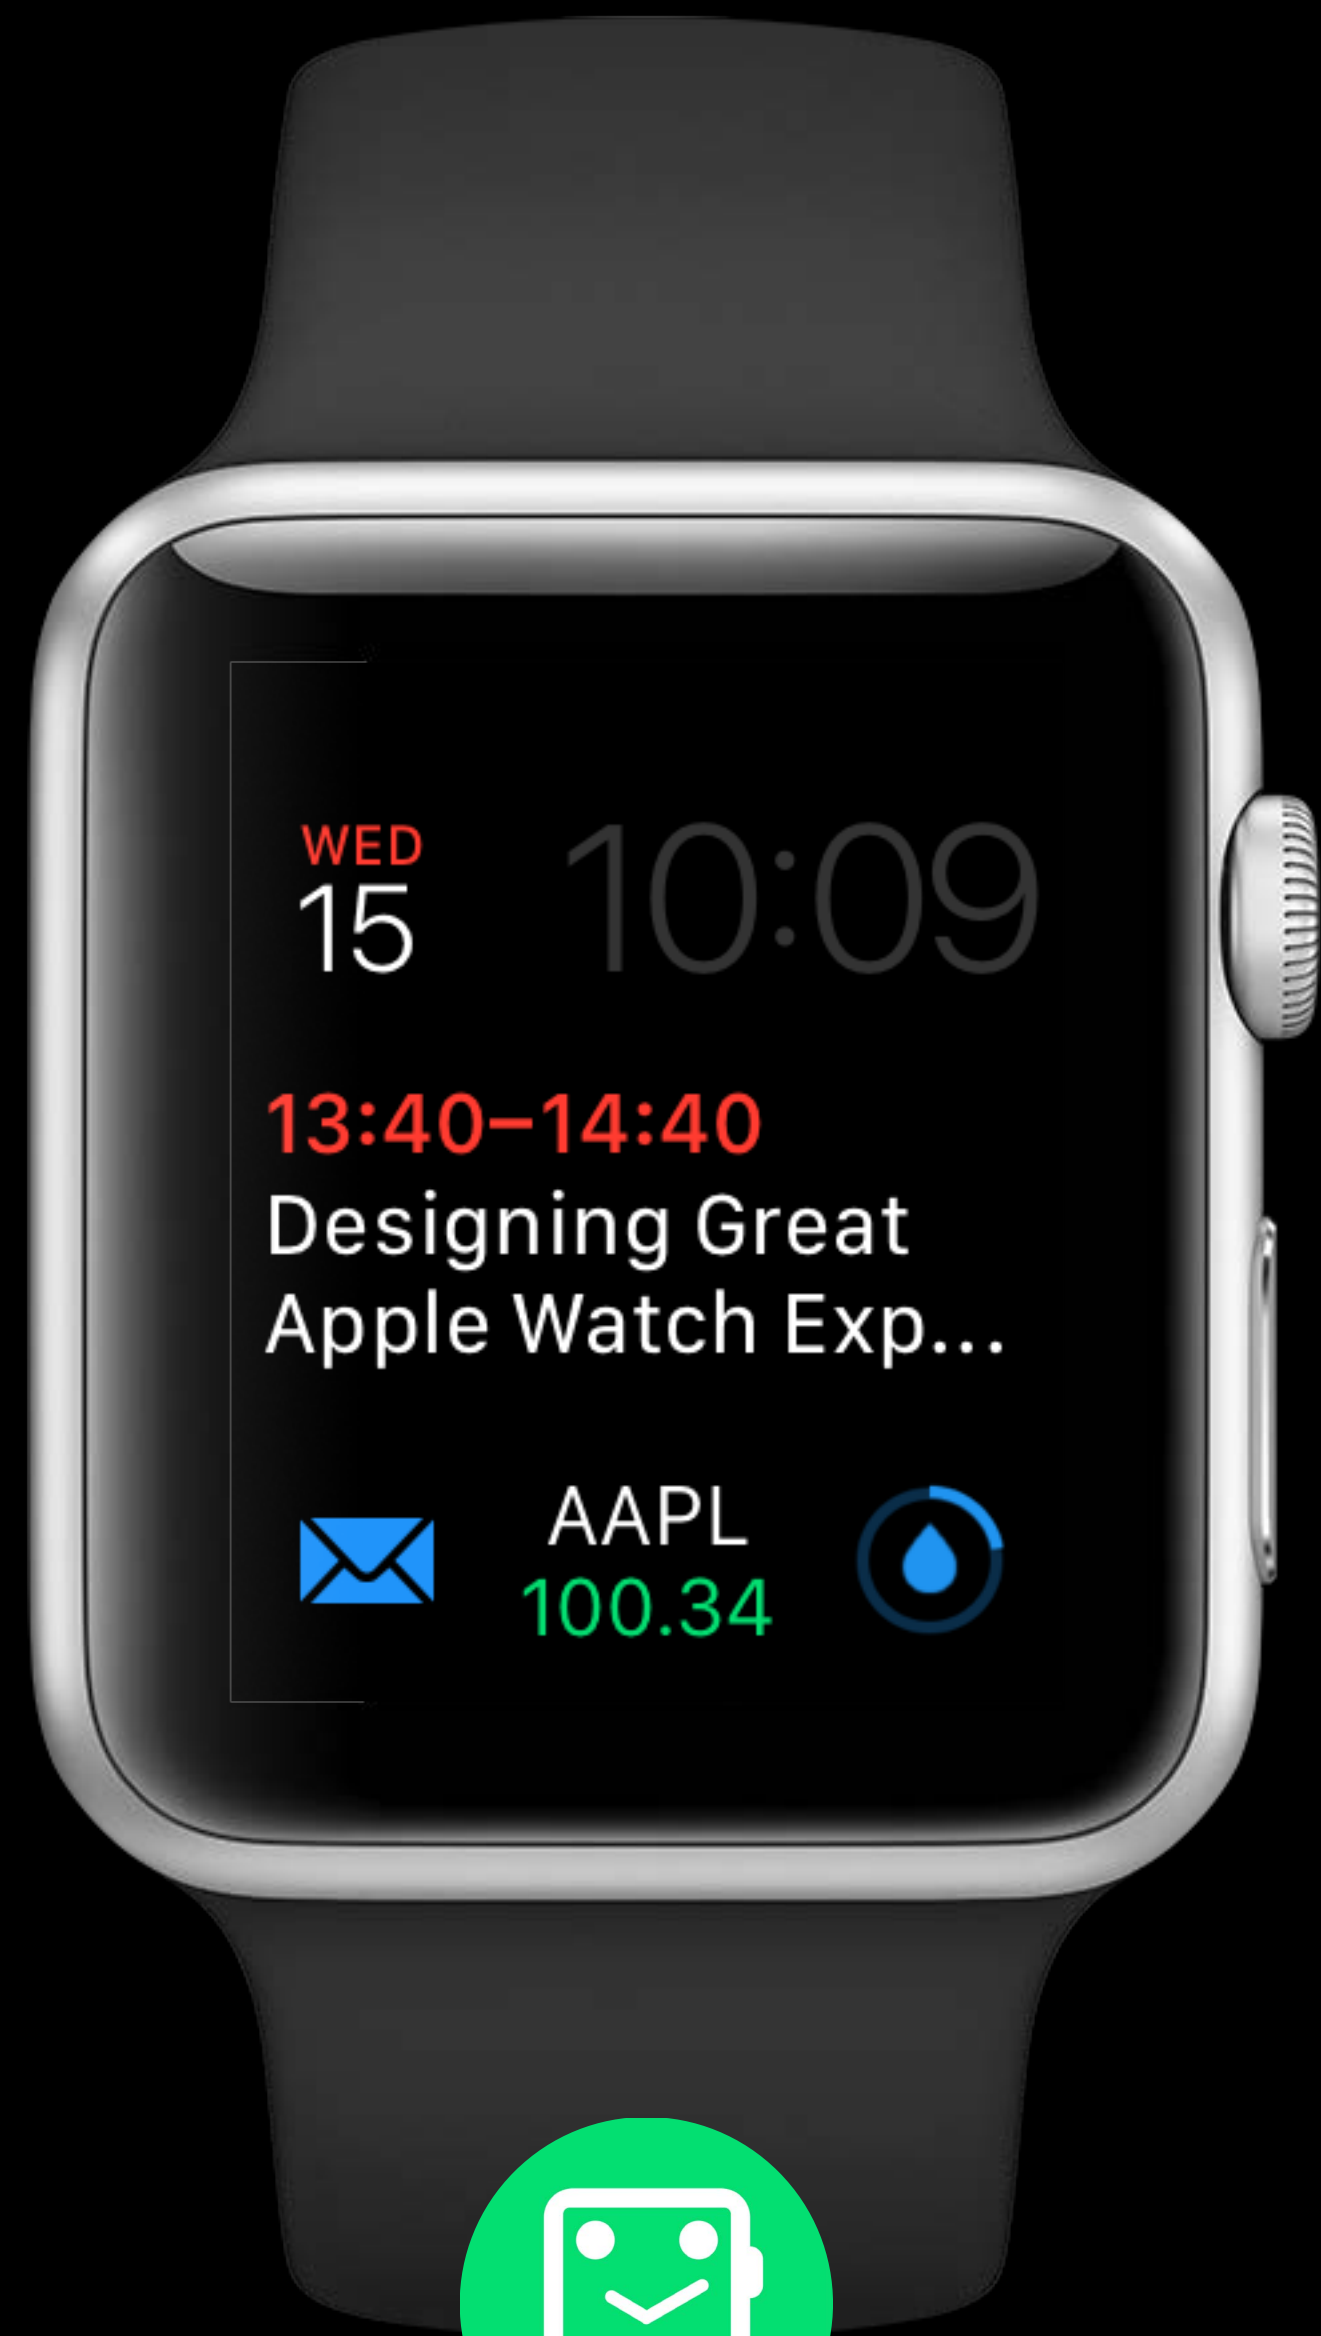 WED
15
10:09
13:40–14:40
Designing Great
Apple Watch Exp...
AAPL
100.34